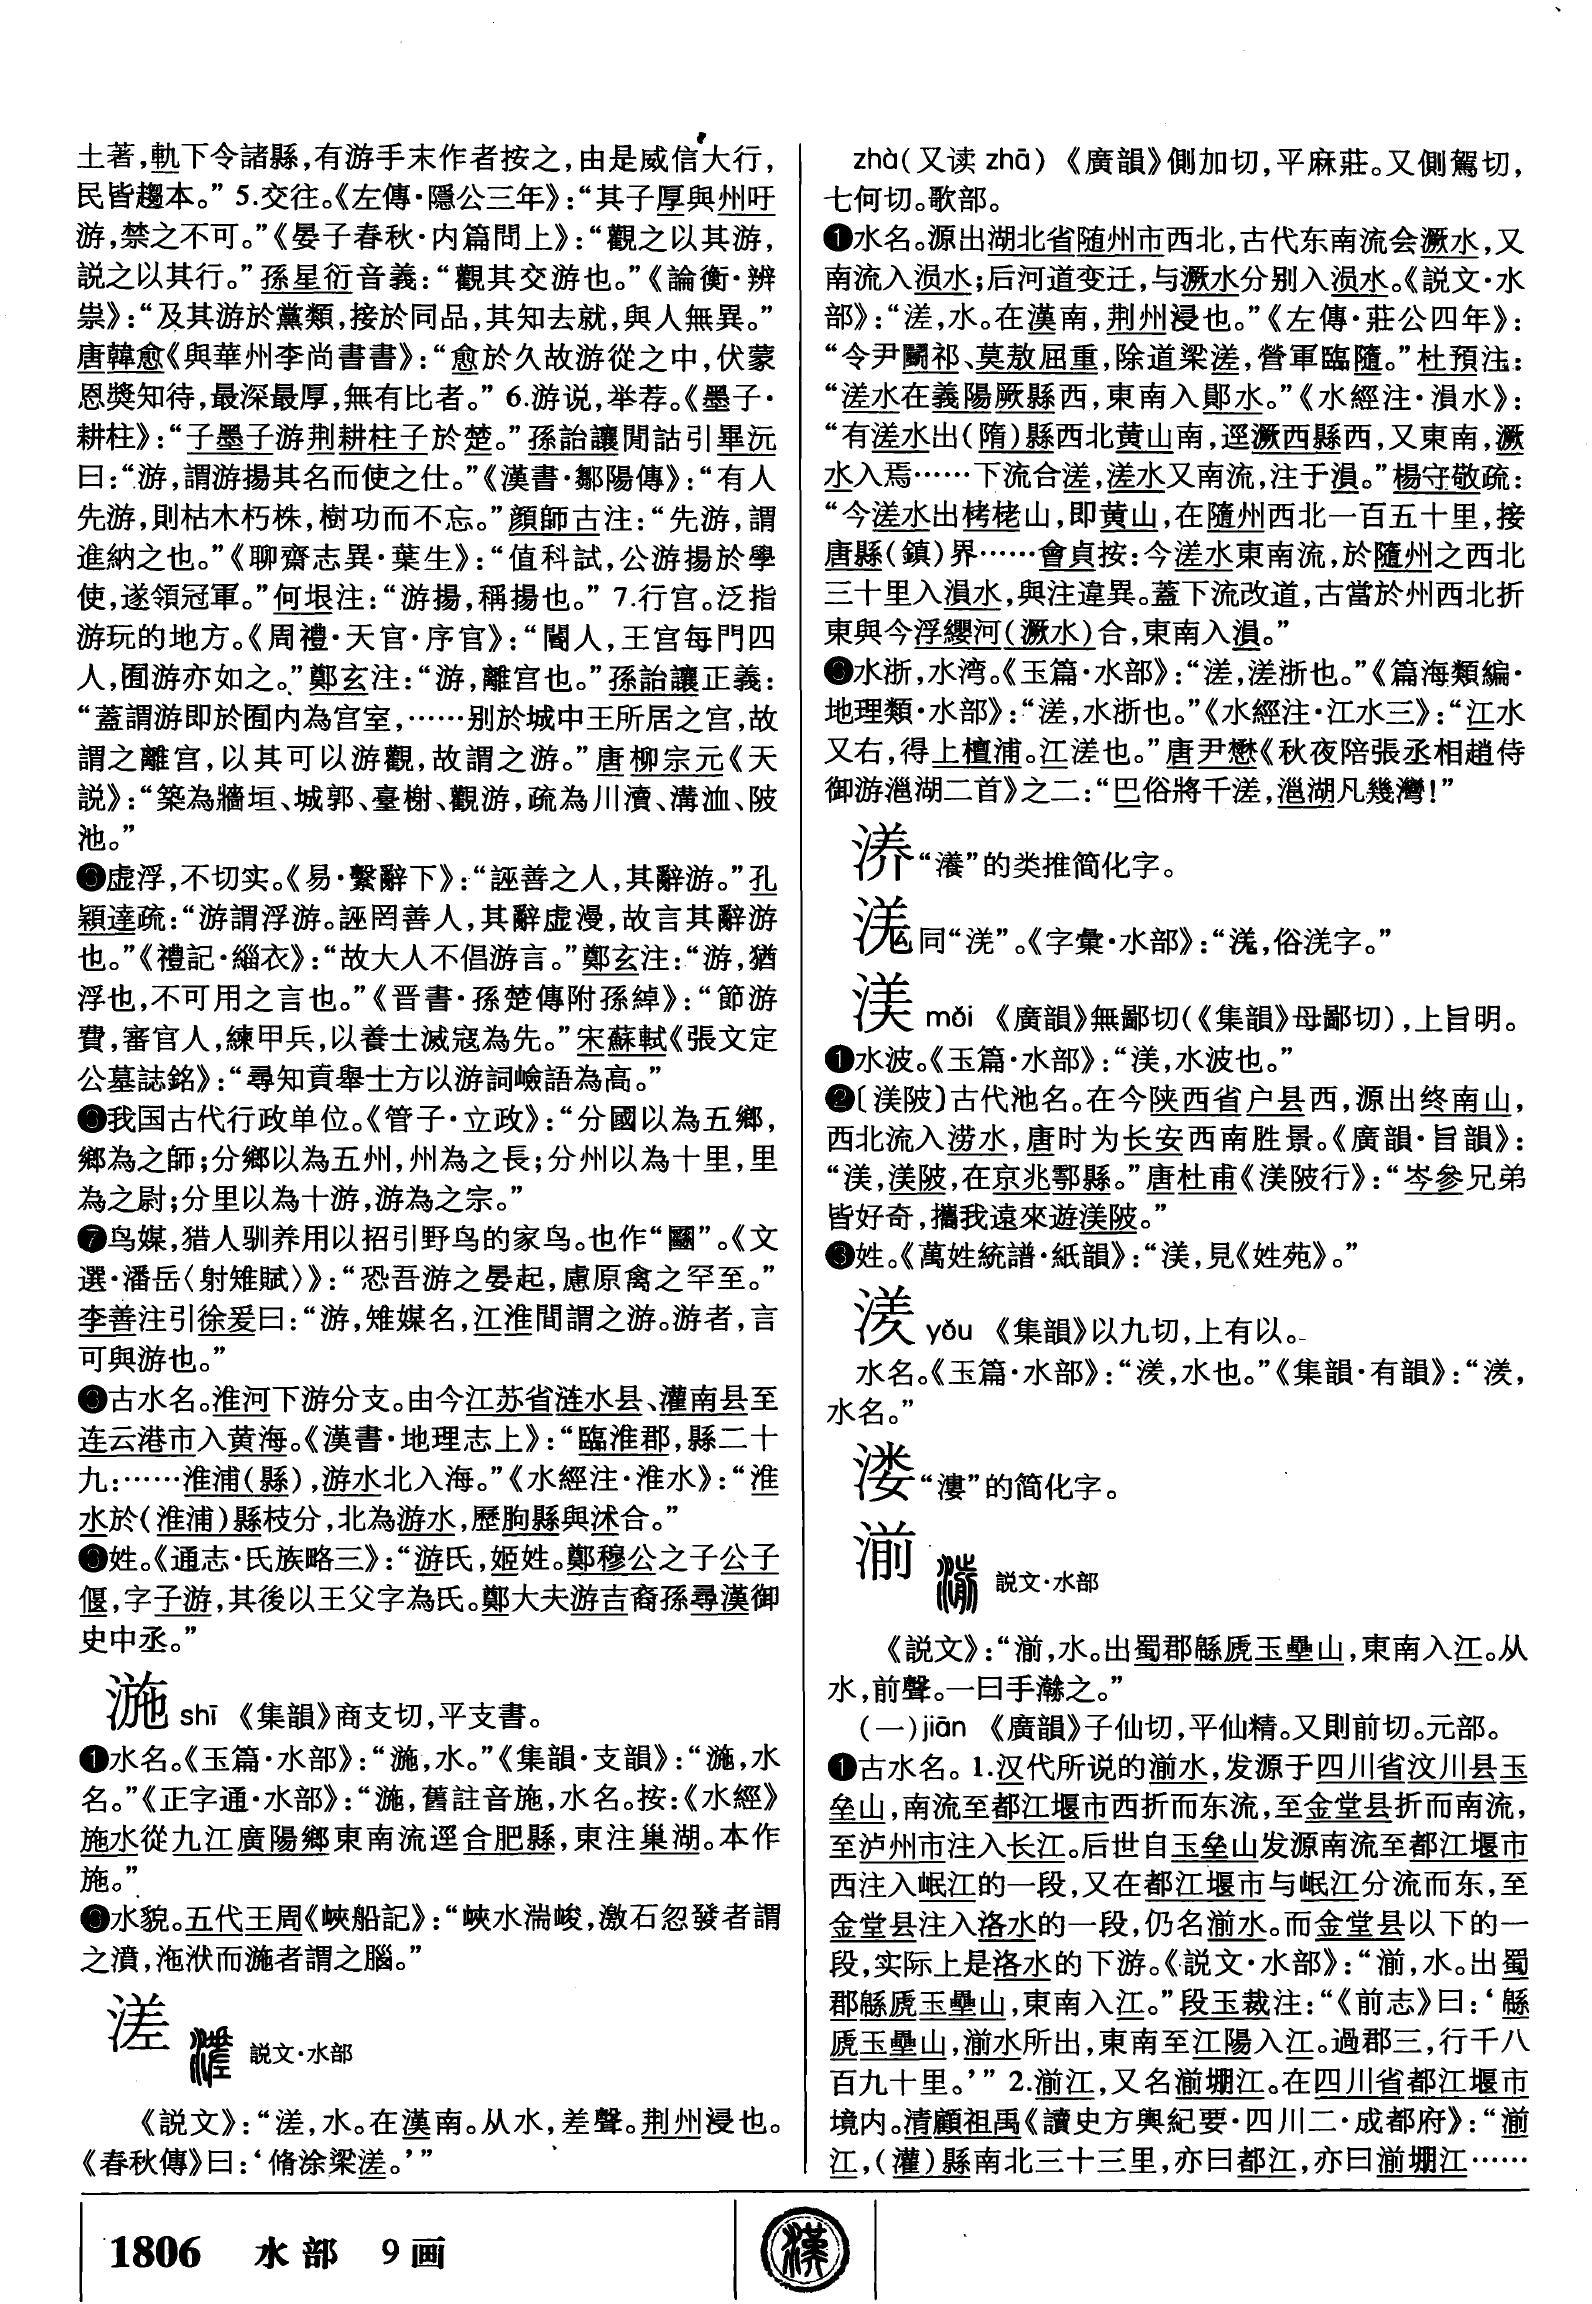 土著，軌下令諸縣，有游手末作者按之，由是威信大行，
民皆趨本。” 5.交往。《左傳·隱公三年》：“其子厚與州吁
游，禁之不可。”《晏子春秋·内篇問上》：“觀之以其游，
説之以其行。”孫星衍音義：“觀其交游也。”《論衡·辨
祟》：“及其游於黨類，接於同品，其知去就，與人無異。”
唐韓愈《與華州李尚書書》：“愈於久故游從之中，伏蒙
恩獎知待，最深最厚，無有比者。” 6.游说，举荐。《墨子·
耕柱》：“子墨子游荆耕柱子於楚。”孫詒讓閒詁引畢沅
曰：“游，謂游揚其名而使之仕。”《漢書·鄒陽傳》：“有人
先游，則枯木朽株，樹功而不忘。”顔師古注：“先游，謂
進納之也。”《聊齋志異·葉生》：“值科試，公游揚於學
使，遂領冠軍。”何垠注：“游揚，稱揚也。” 7.行宫。泛指
游玩的地方。《周禮·天官·序官》：“閽人，王宫每門四
人，囿游亦如之。”鄭玄注：“游，離宫也。”孫詒讓正義：
“蓋謂游即於囿内為宫室，……别於城中王所居之宫，故
謂之離宫，以其可以游觀，故謂之游。”唐柳宗元《天
説》：“築為牆垣、城郭、臺榭、觀游，疏為川瀆、溝洫、陂
池。”
虚浮，不切实。《易·繫辭下》：“誣善之人，其辭游。”孔
穎達疏：“游謂浮游。誣罔善人，其辭虚漫，故言其辭游
也。”《禮記·緇衣》：“故大人不倡游言。”鄭玄注：“游，猶
浮也，不可用之言也。”《晋書·孫楚傳附孫綽》：“節游
費，審官人，練甲兵，以養士滅寇為先。”宋蘇軾《張文定
公墓誌銘》：“尋知貢舉士方以游詞嶮語為高。”
我国古代行政单位。《管子·立政》：“分國以為五鄉，
鄉為之師；分鄉以為五州，州為之長；分州以為十里，里
為之尉；分里以為十游，游為之宗。”
❼鸟媒，猎人驯养用以招引野鸟的家鸟。也作“圝”。《文
選·潘岳〈射雉賦〉》：“恐吾游之晏起，慮原禽之罕至。”
李善注引徐爰曰：“游，雉媒名，江淮間謂之游。游者，言
可與游也。”
古水名。淮河下游分支。由今江苏省涟水县、灌南县至
连云港市入黄海。《漢書·地理志上》：“臨淮郡，縣二十
九：……淮浦（縣），游水北入海。”《水經注·淮水》：“淮
水於（淮浦）縣枝分，北為游水，歷朐縣與沭合。”
姓。《通志·氏族略三》：“游氏，姬姓。鄭穆公之子公子
偃，字子游，其後以王父字為氏。鄭大夫游吉裔孫尋漢御
史中丞。”
湤 shī 《集韻》商支切，平支書。
❶水名。《玉篇·水部》：“湤，水。”《集韻·支韻》：“湤，水
名。”《正字通·水部》：“湤，舊註音施，水名。按：《水經》
施水從九江廣陽鄉東南流逕合肥縣，東注巢湖。本作
施。”
水貌。五代王周《峽船記》：“峽水湍峻，激石忽發者謂
之濆，沲洑而湤者謂之腦。”
溠 説文·水部
《説文》：“溠，水。在漢南。从水，差聲。荆州浸也。
《春秋傳》曰：‘脩涂梁溠。’”
zhà（又读 zhā）《廣韻》側加切，平麻莊。又側駕切，
七何切。歌部。
❶水名。源出湖北省随州市西北，古代东南流会㵐水，又
南流入涢水；后河道变迁，与㵐水分别入涢水。《説文·水
部》：“溠，水。在漢南，荆州浸也。”《左傳·莊公四年》：
“令尹鬭祁、莫敖屈重，除道梁溠，營軍臨隨。”杜預注：
“溠水在義陽厥縣西，東南入鄖水。”《水經注·溳水》：
“有溠水出（隋）縣西北黄山南，逕㵐西縣西，又東南，㵐
水入焉……下流合溠，溠水又南流，注于溳。”楊守敬疏：
“今溠水出栲栳山，即黄山，在隨州西北一百五十里，接
唐縣（鎮）界……會貞按：今溠水東南流，於隨州之西北
三十里入溳水，與注違異。蓋下流改道，古當於州西北折
東與今浮纓河（㵐水）合，東南入溳。”
水浙，水湾。《玉篇·水部》：“溠，溠浙也。”《篇海類編·
地理類·水部》：“溠，水浙也。”《水經注·江水三》：“江水
又右，得上檀浦。江溠也。”唐尹懋《秋夜陪張丞相趙侍
御游㴩湖二首》之二：“巴俗將千溠，㴩湖凡幾灣！”
“瀁”的类推简化字。
同“渼”。《字彙·水部》：
渼 měi 《廣韻》無鄙切（《集韻》母鄙切），上旨明。
❶水波。《玉篇·水部》：“渼，水波也。”
❷〔渼陂〕古代池名。在今陕西省户县西，源出终南山，
西北流入涝水，唐时为长安西南胜景。《廣韻·旨韻》：
“渼，渼陂，在京兆鄠縣。”唐杜甫《渼陂行》：“岑參兄弟
皆好奇，攜我遠來遊渼陂。”
❸姓。《萬姓統譜·紙韻》：“渼，見《姓苑》。”
羑 yǒu 《集韻》以九切，上有以。
水名。《玉篇·水部》：“水也。”《集韻·有韻》：
水名。”
溇“漊”的简化字。
湔 説文·水部
《説文》：“湔，水。出蜀郡緜虒玉壘山，東南入江。从
水，前聲。一曰手瀚之。”
（一）jiān 《廣韻》子仙切，平仙精。又則前切。元部。
❶古水名。1.汉代所说的湔水，发源于四川省汶川县玉
垒山，南流至都江堰市西折而东流，至金堂县折而南流，
至泸州市注入长江。后世自玉垒山发源南流至都江堰市
西注入岷江的一段，又在都江堰市与岷江分流而东，至
金堂县注入洛水的一段，仍名湔水。而金堂县以下的一
段，实际上是洛水的下游。《説文·水部》：“湔，水。出蜀
郡緜虒玉壘山，東南入江。”段玉裁注：“《前志》曰：‘緜
虒玉壘山，湔水所出，東南至江陽入江。過郡三，行千八
百九十里。’” 2.湔江，又名湔堋江。在四川省都江堰市
境内。清顧祖禹《讀史方輿紀要·四川二·成都府》：“湔
江，（灌）縣南北三十三里，亦曰都江，亦曰湔堋江……
1806 水部 9画
漢